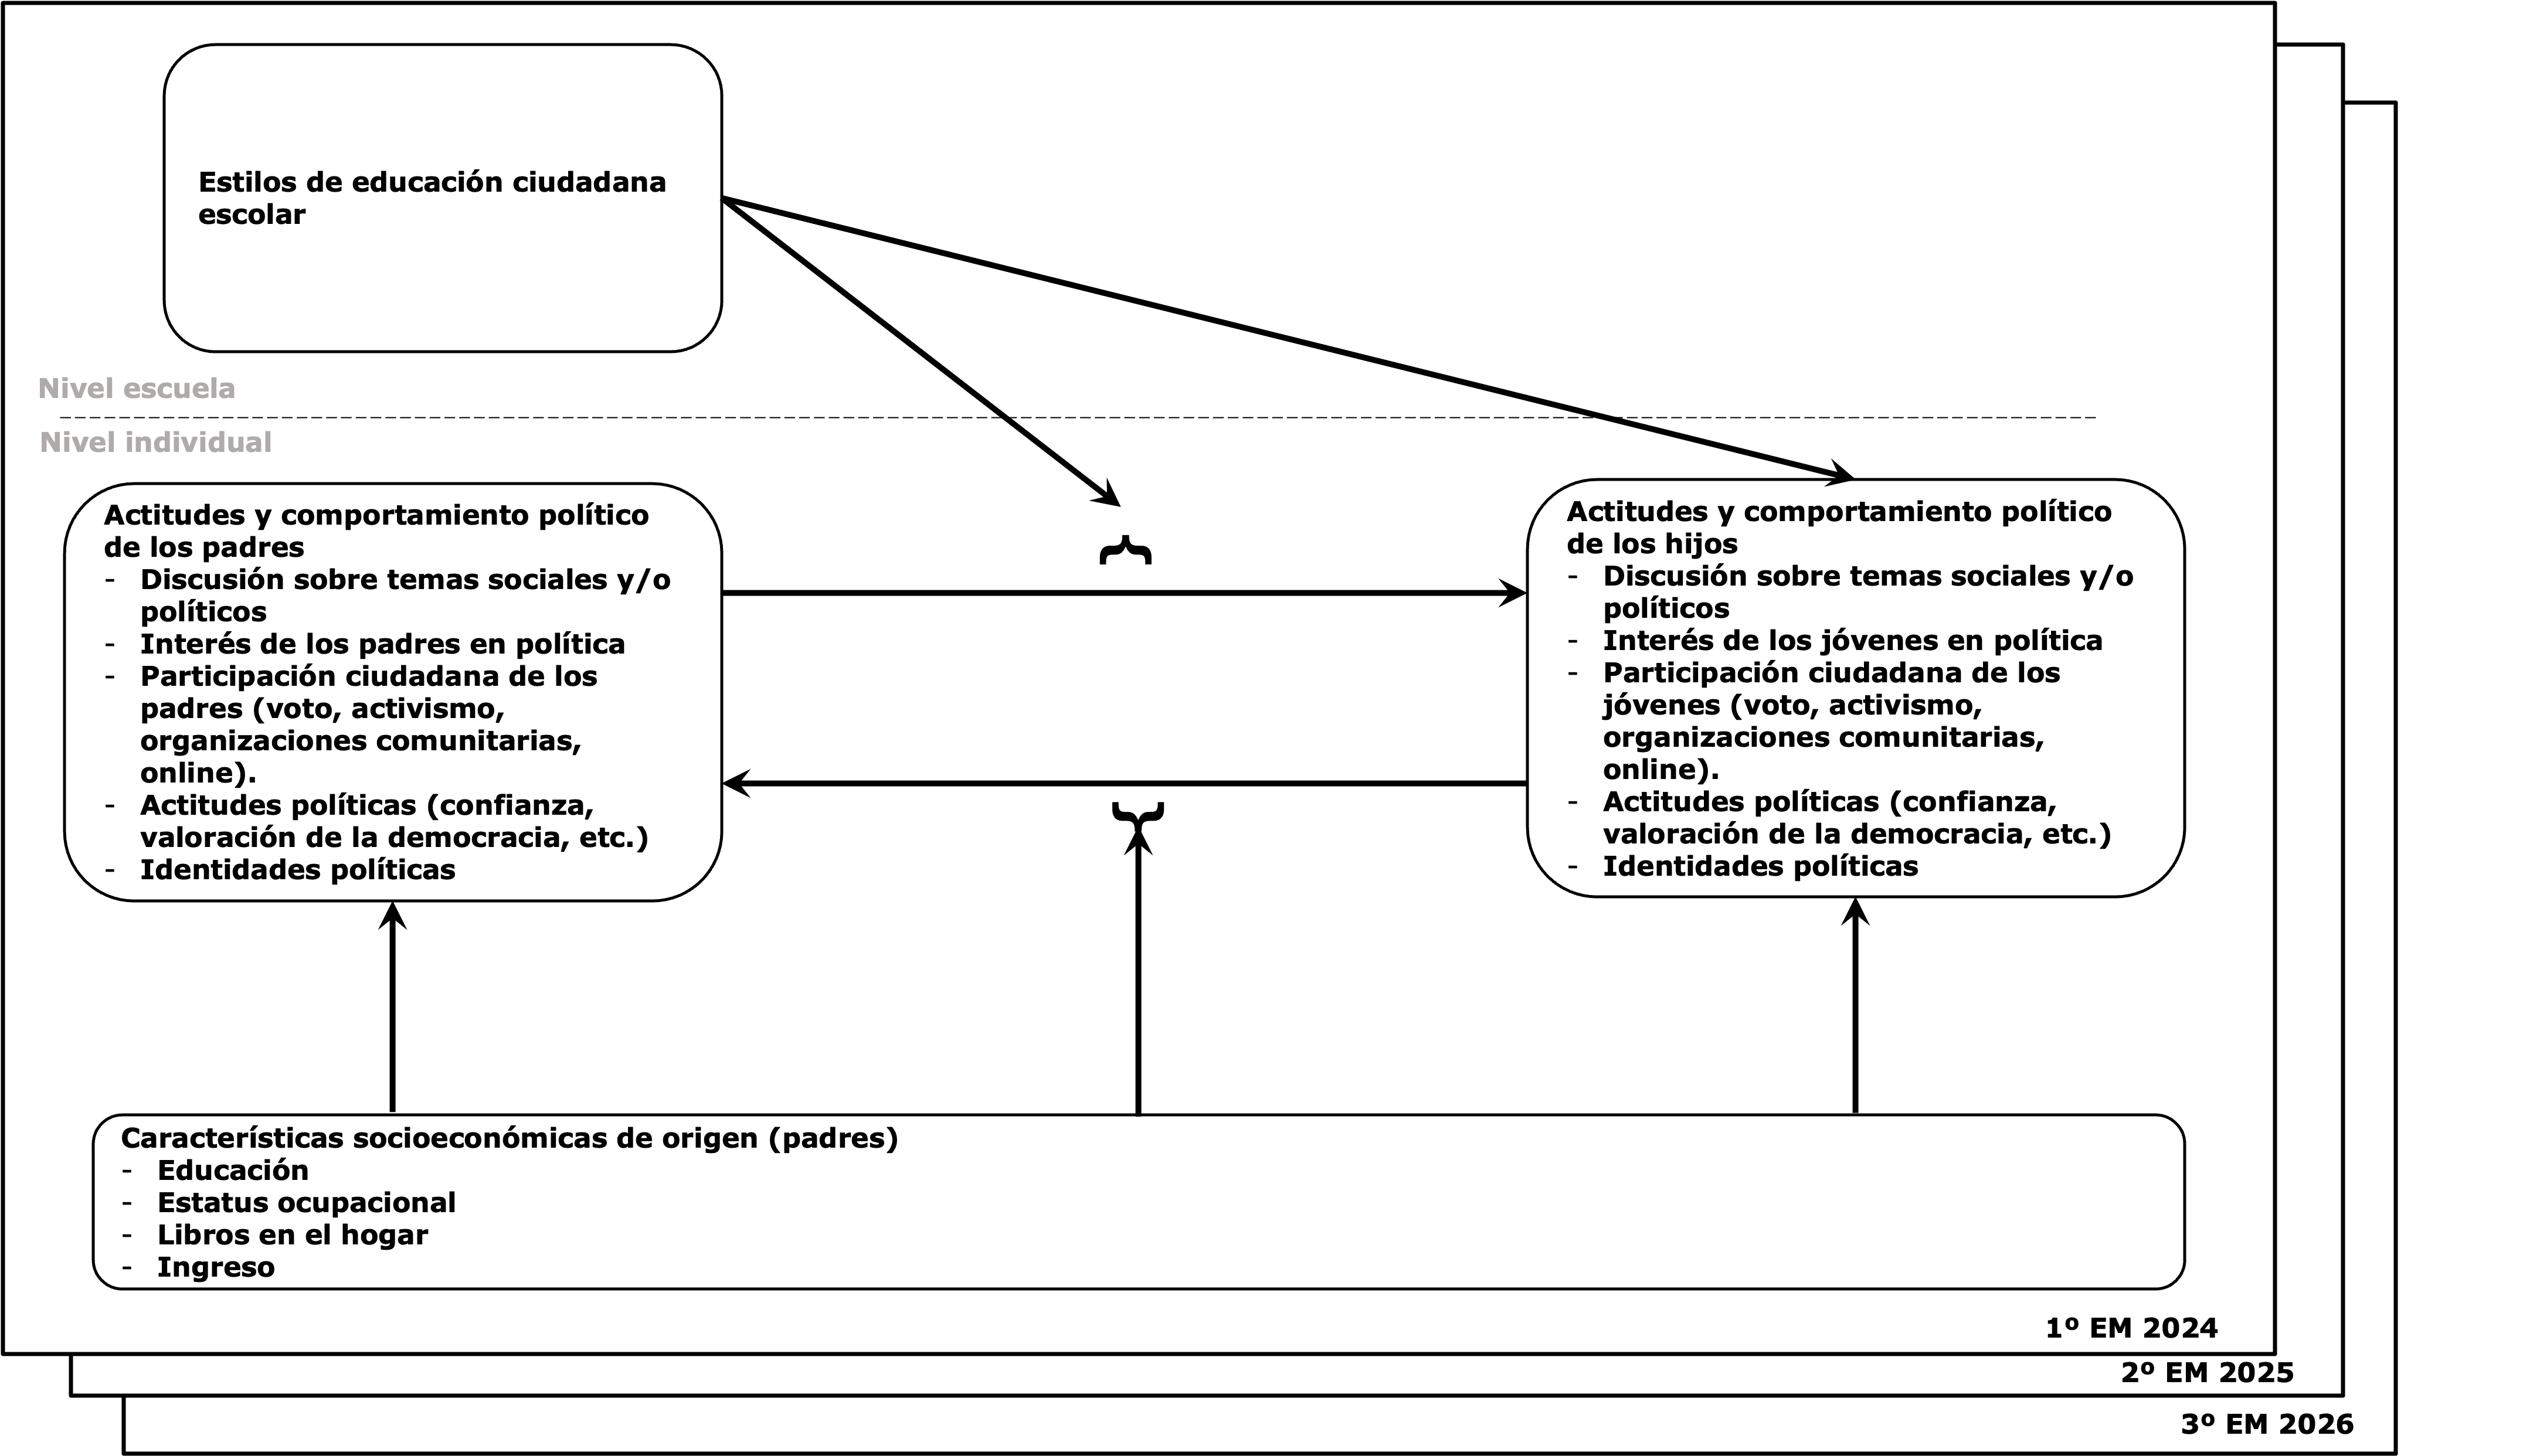 Estilos de educación ciudadana
escolar
Nivel escuela
Nivel individual
Actitudes y comportamiento político
de los padres
- Discusión sobre temas sociales y/o
políticos
- Interés de los padres en política
- Participación ciudadana de los
padres (voto, activismo,
organizaciones comunitarias,
online).
- Actitudes políticas (confianza,
valoración de la democracia, etc.)
- Identidades políticas
Actitudes y comportamiento político
de los hijos
- Discusión sobre temas sociales y/o
políticos
- Interés de los jóvenes en política
- Participación ciudadana de los
jóvenes (voto, activismo,
organizaciones comunitarias,
online).
- Actitudes políticas (confianza,
valoración de la democracia, etc.)
- Identidades políticas
Características socioeconómicas de origen (padres)
- Educación
- Estatus ocupacional
- Libros en el hogar
- Ingreso
1º EM 2024
2º EM 2025
3º EM 2026